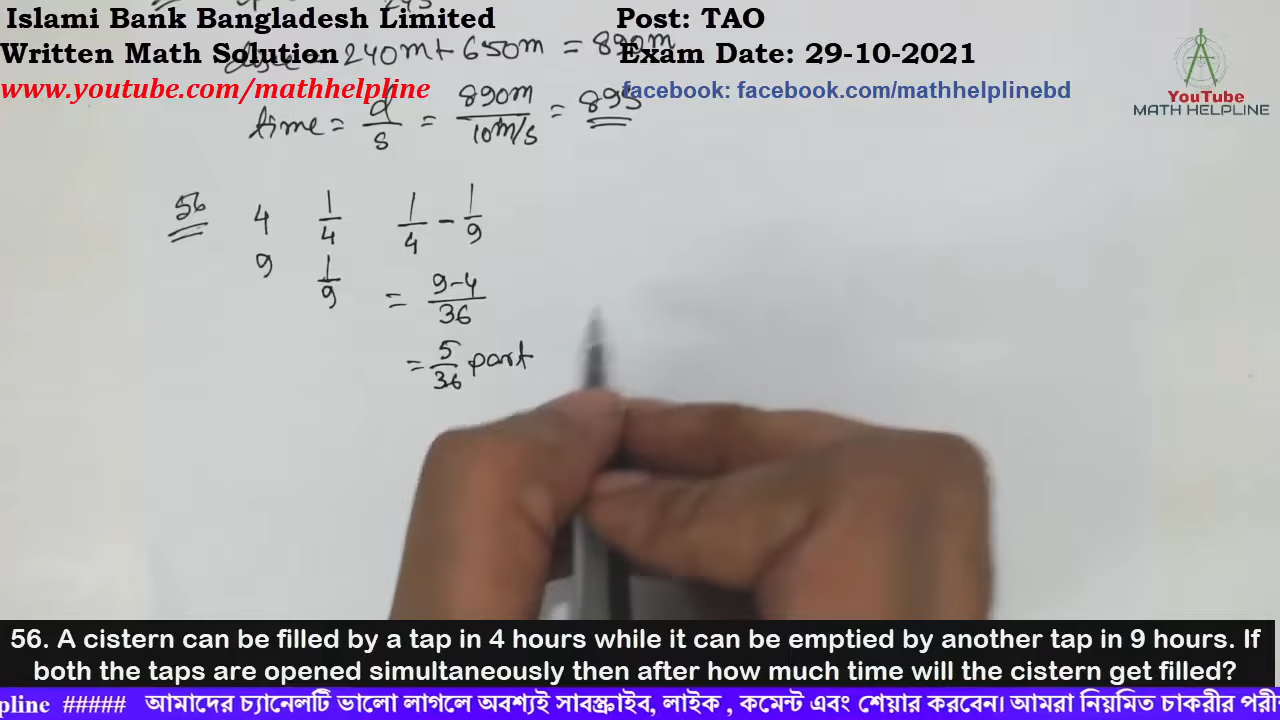 Islami Bank Bangladesh Limited Post: TAO
Written Math Solution Exam Date: 29-10-2021
= 240m + 650m = 890m
www.youtube.com/mathhelpline facebook: facebook.com/mathhelplinebd
YouTube
MATH HELPLINE
time = d/s = 890m/10m/s = 89s
56 4 1/4 1/4 - 1/9
9 1/9 = 9-4/36
= 5/36 part
56. A cistern can be filled by a tap in 4 hours while it can be emptied by another tap in 9 hours. If
both the taps are opened simultaneously then after how much time will the cistern get filled?
pline ##### আমাদের চ্যানেলটি ভালো লাগলে অবশ্যই সাবস্ক্রাইব, লাইক , কমেন্ট এবং শেয়ার করবেন। আমরা নিয়মিত চাকরীর পরী